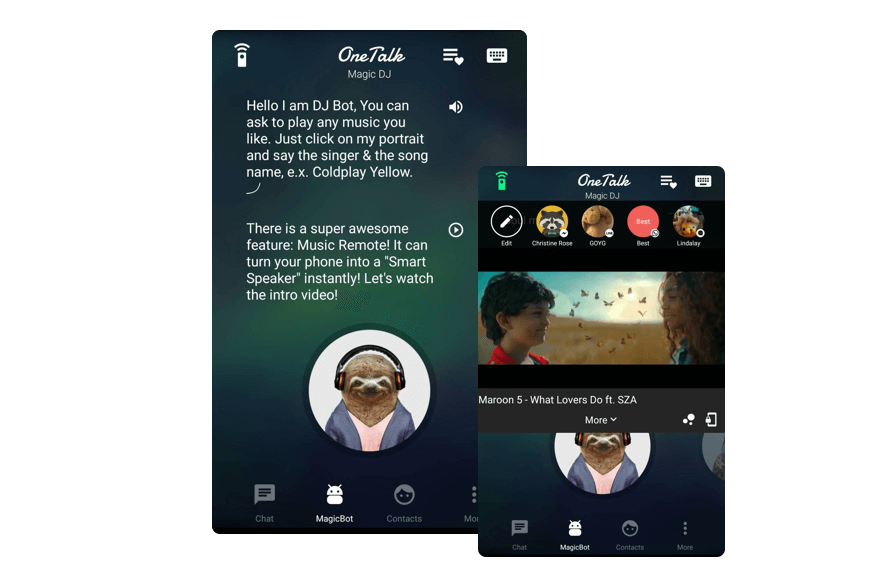 OneTalk
Magic DJ
Hello I am DJ Bot, You can
ask to play any music you
like. Just click on my portrait
and say the singer & the song
name, e.x. Coldplay Yellow.
There is a super awesome
feature: Music Remote! It can
turn your phone into a "Smart
Speaker" instantly! Let's watch
the intro video!
Chat
MagicBot
Contacts
Mor
OneTalk
Magic DJ
Best
Edit
Christine Rose
GOYG
Best
Lindalay
Maroon 5 - What Lovers Do ft. SZA
More
Chat
MagicBot
Contacts
More